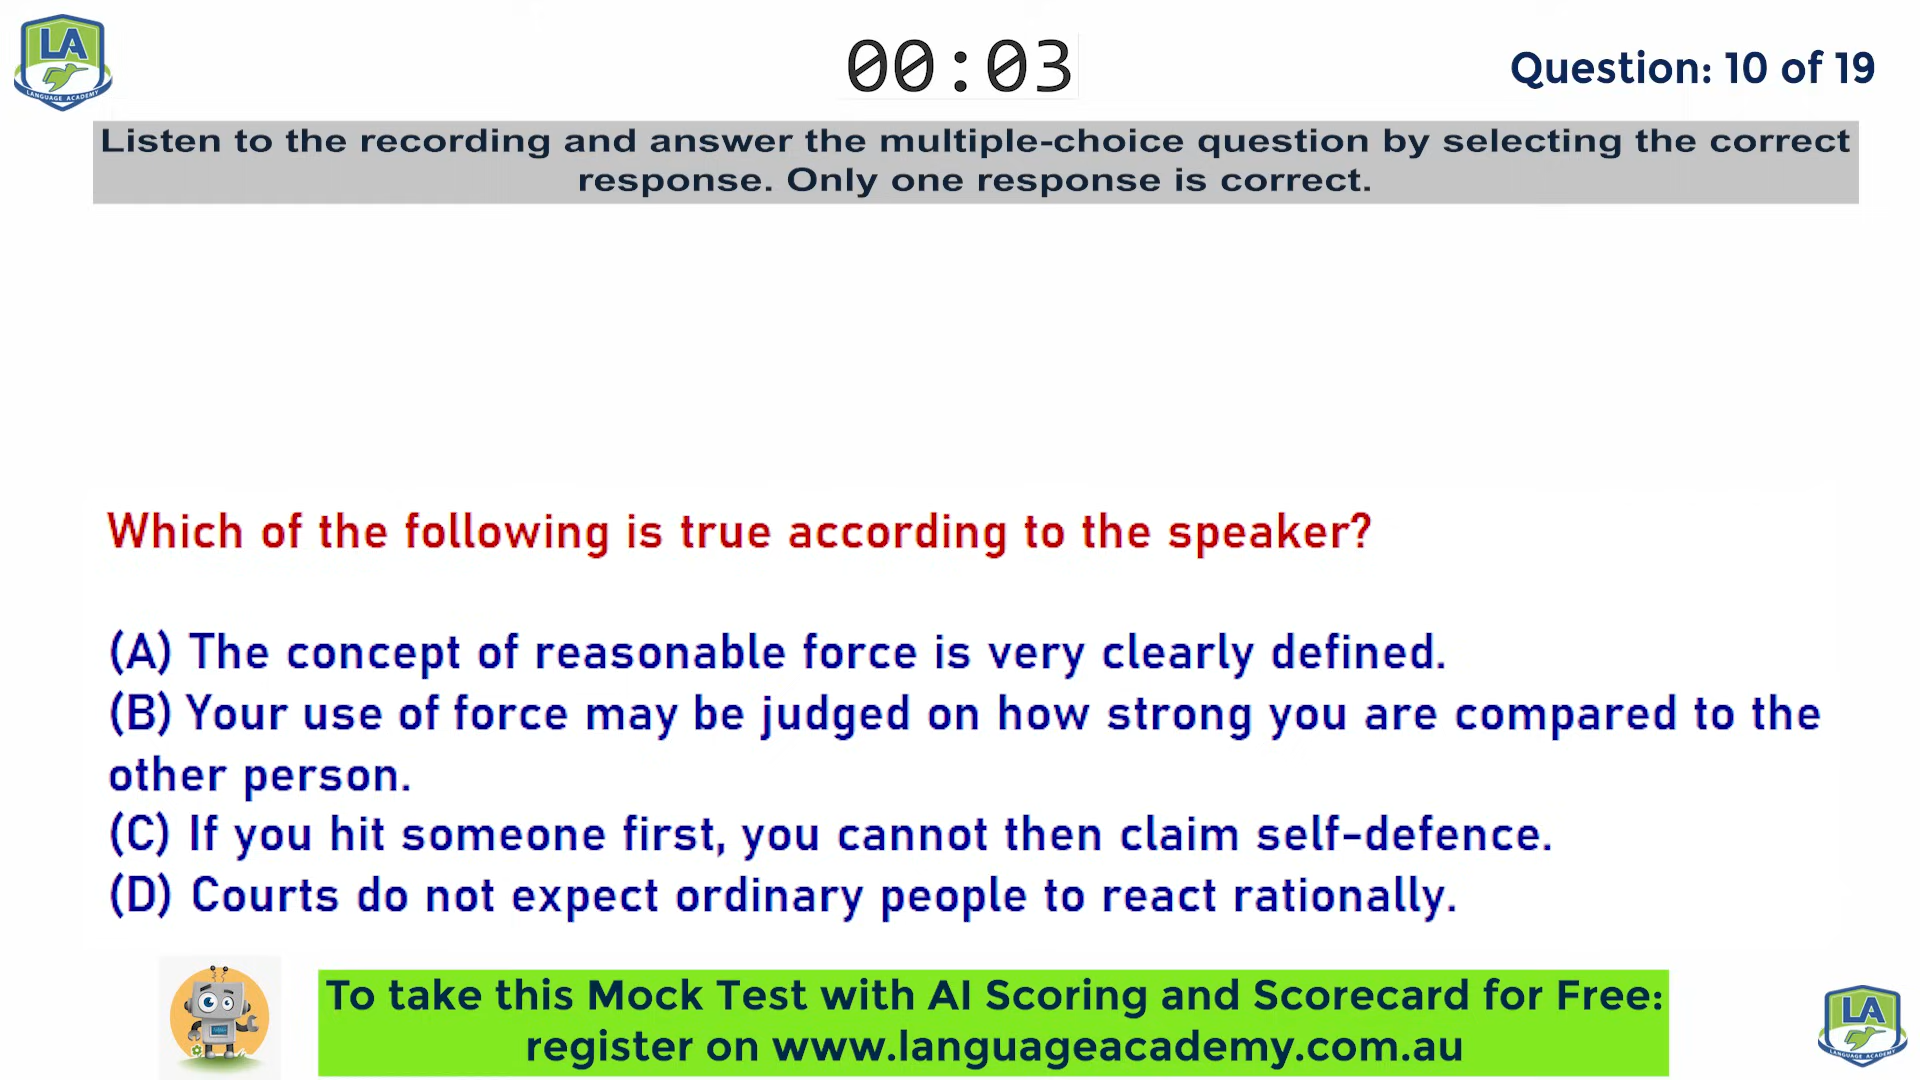 LA
LANGUAGE ACADEMY
00:03
Question: 10 of 19
Listen to the recording and answer the multiple-choice question by selecting the correct
response. Only one response is correct.
Which of the following is true according to the speaker?
(A) The concept of reasonable force is very clearly defined.
(B) Your use of force may be judged on how strong you are compared to the
other person.
(C) If you hit someone first, you cannot then claim self-defence.
(D) Courts do not expect ordinary people to react rationally.
To take this Mock Test with AI Scoring and Scorecard for Free:
register on www.languageacademy.com.au
LA
LANGUAGE ACADEMY